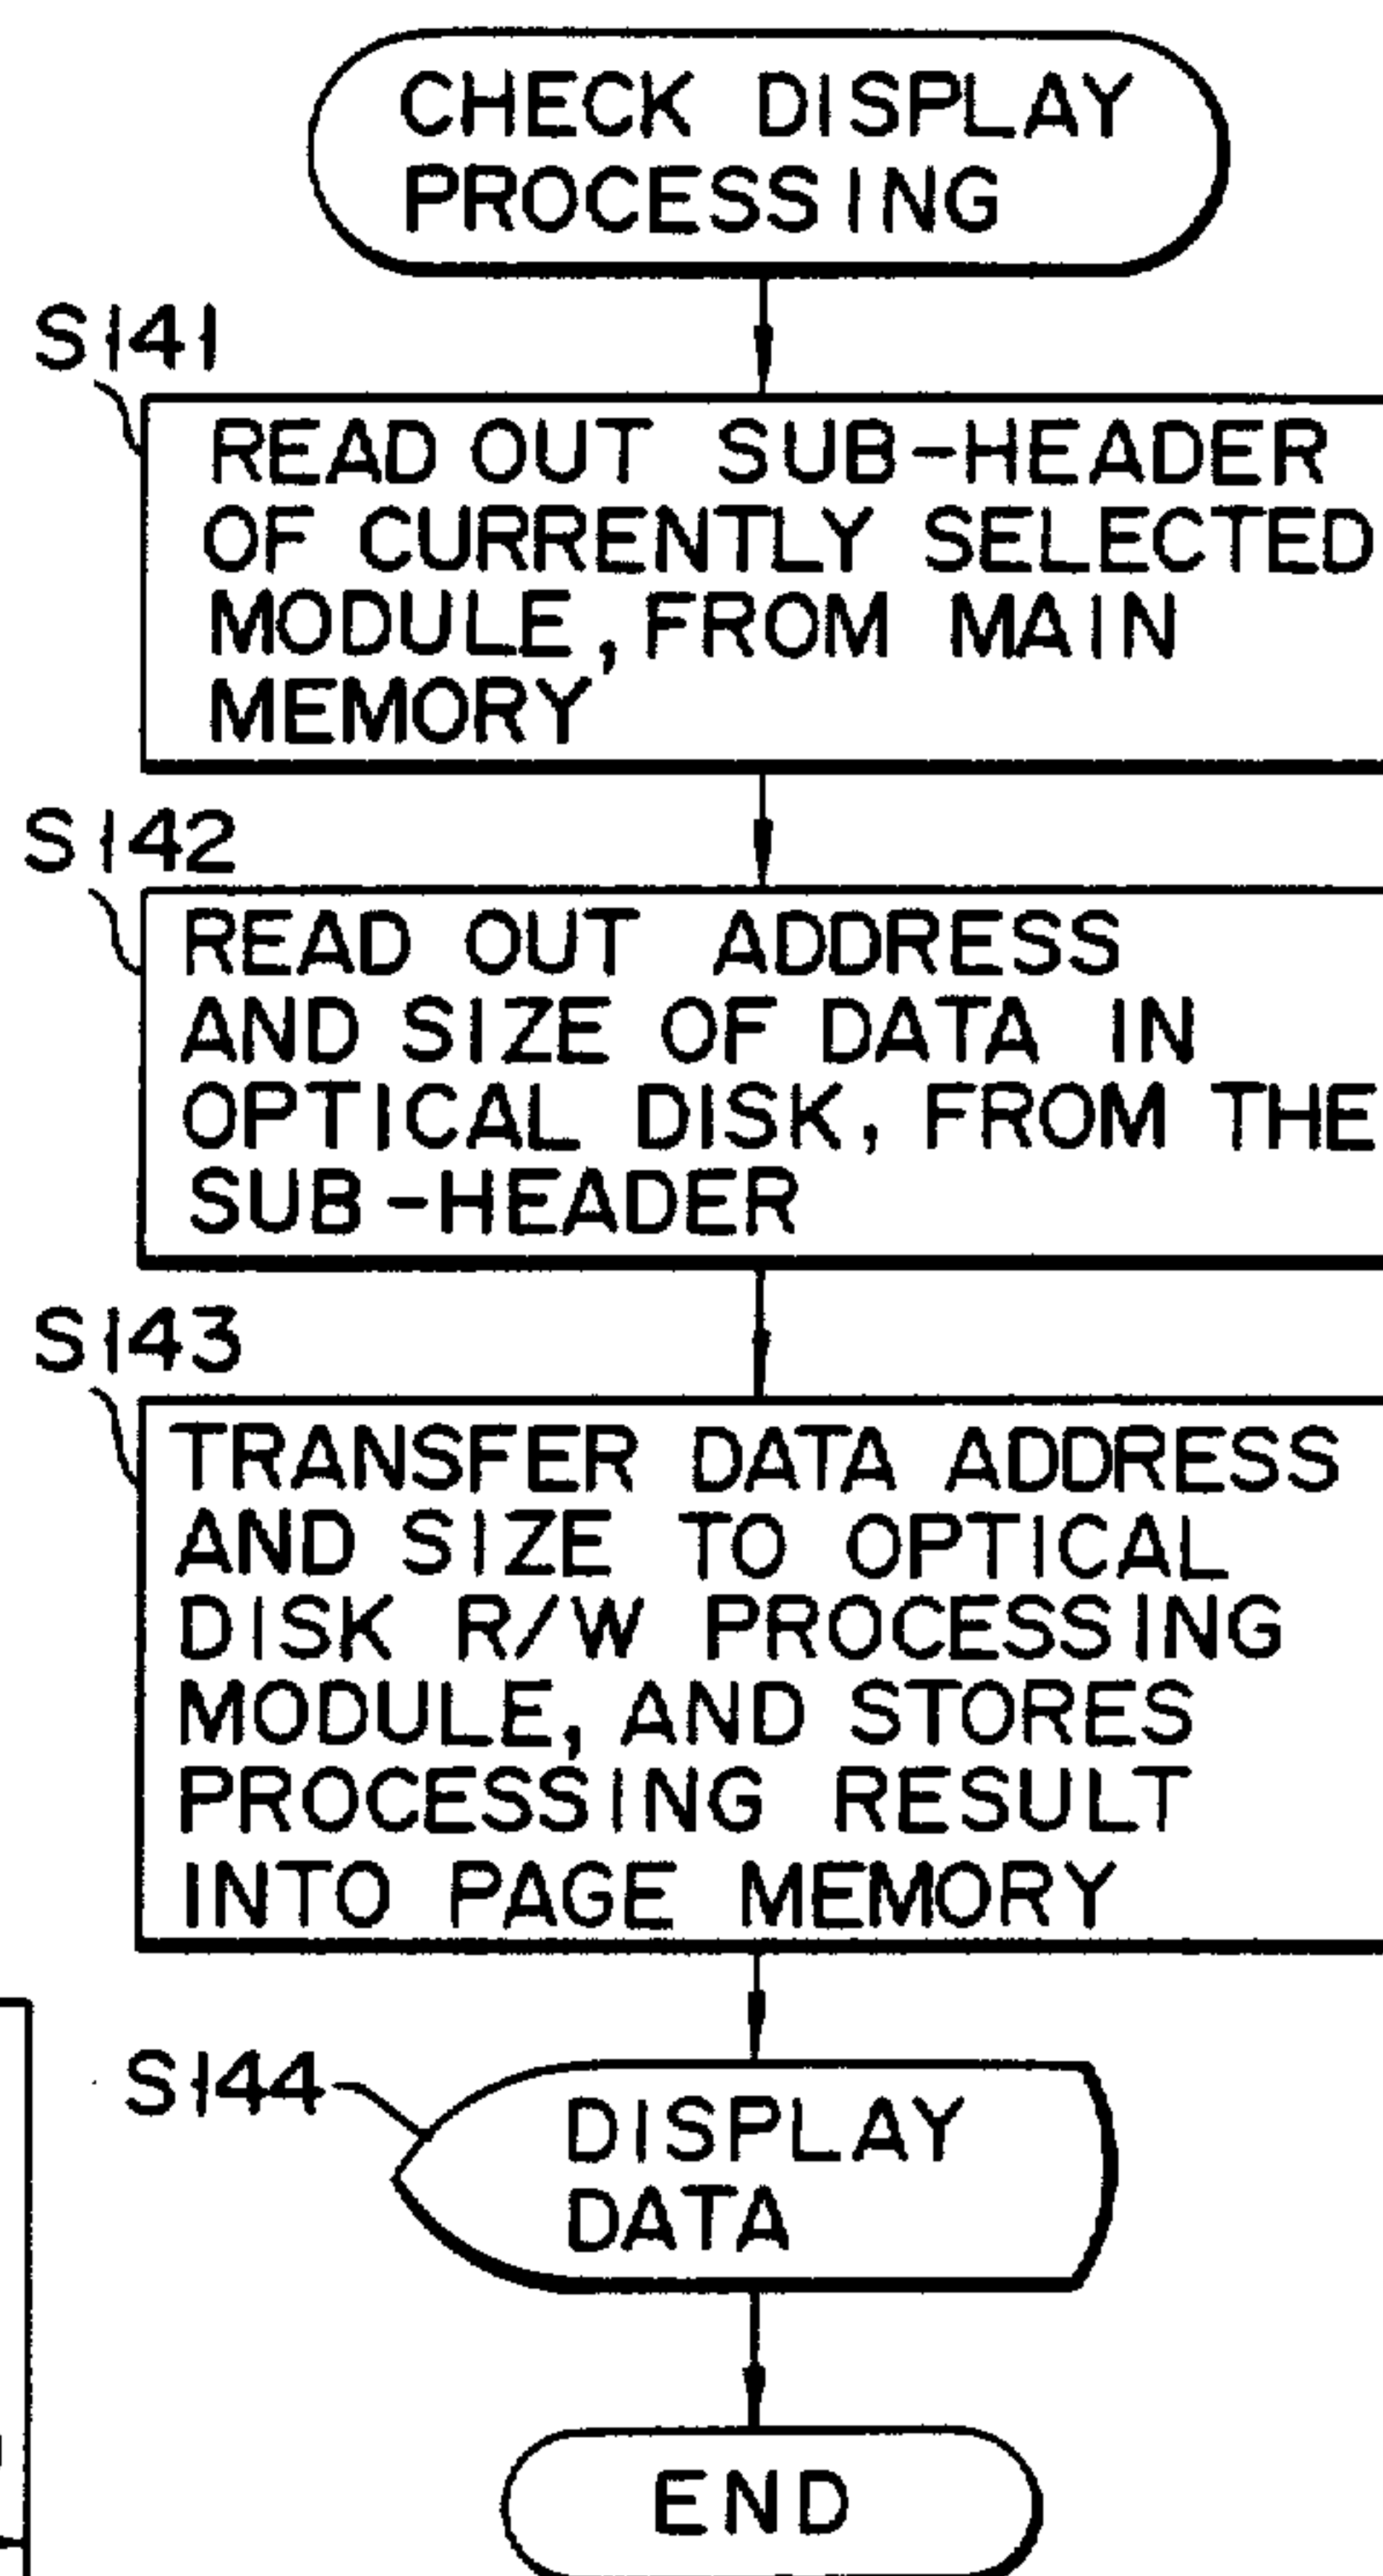 CHECK DISPLAY
PROCESSING
S141
READ OUT SUB-HEADER
OF CURRENTLY SELECTED
MODULE, FROM MAIN
MEMORY
S142
READ OUT ADDRESS
AND SIZE OF DATA IN
OPTICAL DISK, FROM THE
SUB-HEADER
S143
TRANSFER DATA ADDRESS
AND SIZE TO OPTICAL
DISK R/W PROCESSING
MODULE, AND STORES
PROCESSING RESULT
INTO PAGE MEMORY
S144
DISPLAY
DATA
END